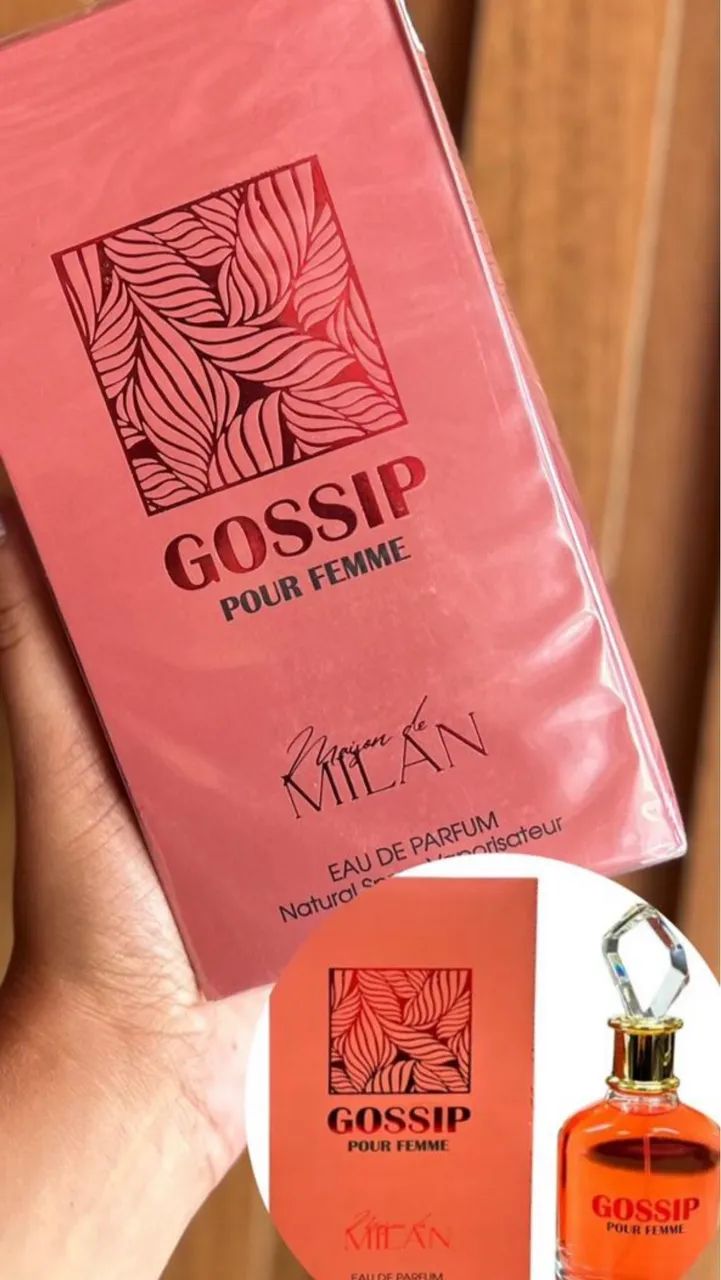 GOSSIP
POUR FEMME
Maison de
MILAN
EAU DE PARFUM
Natural Vaporisateur
GOSSIP
POUR FEMME
MILAN
EAU DE PARFUM
GOSSIP
POUR FEMME